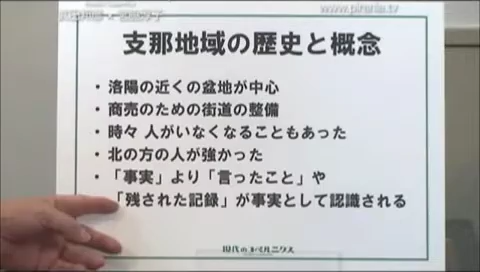 www.piranha.tv
支那地域の歴史と概念
・洛陽の近くの盆地が中心
・商売のための街道の整備
・時々 人がいなくなることもあった
・北の方の人が強かった
・「事実」より「言ったこと」や
「残された記録」が事実として認識される
現代のコペルニクス